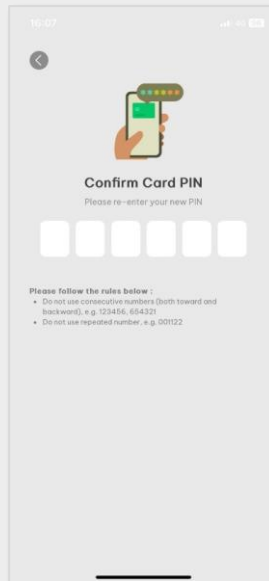 16:07
4G
Confirm Card PIN
Please re-enter your new PIN
Please follow the rules below :
• Do not use consecutive numbers (both toward and
backward), e.g. 123456, 654321
• Do not use repeated number, e.g. 001122